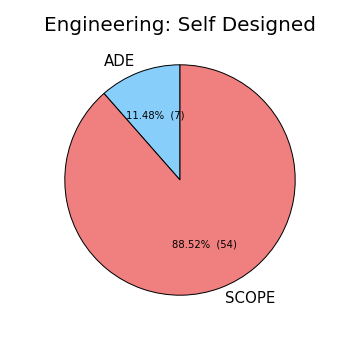 Engineering: Self Designed
ADE
11.48% (7)
88.52% (54)
SCOPE